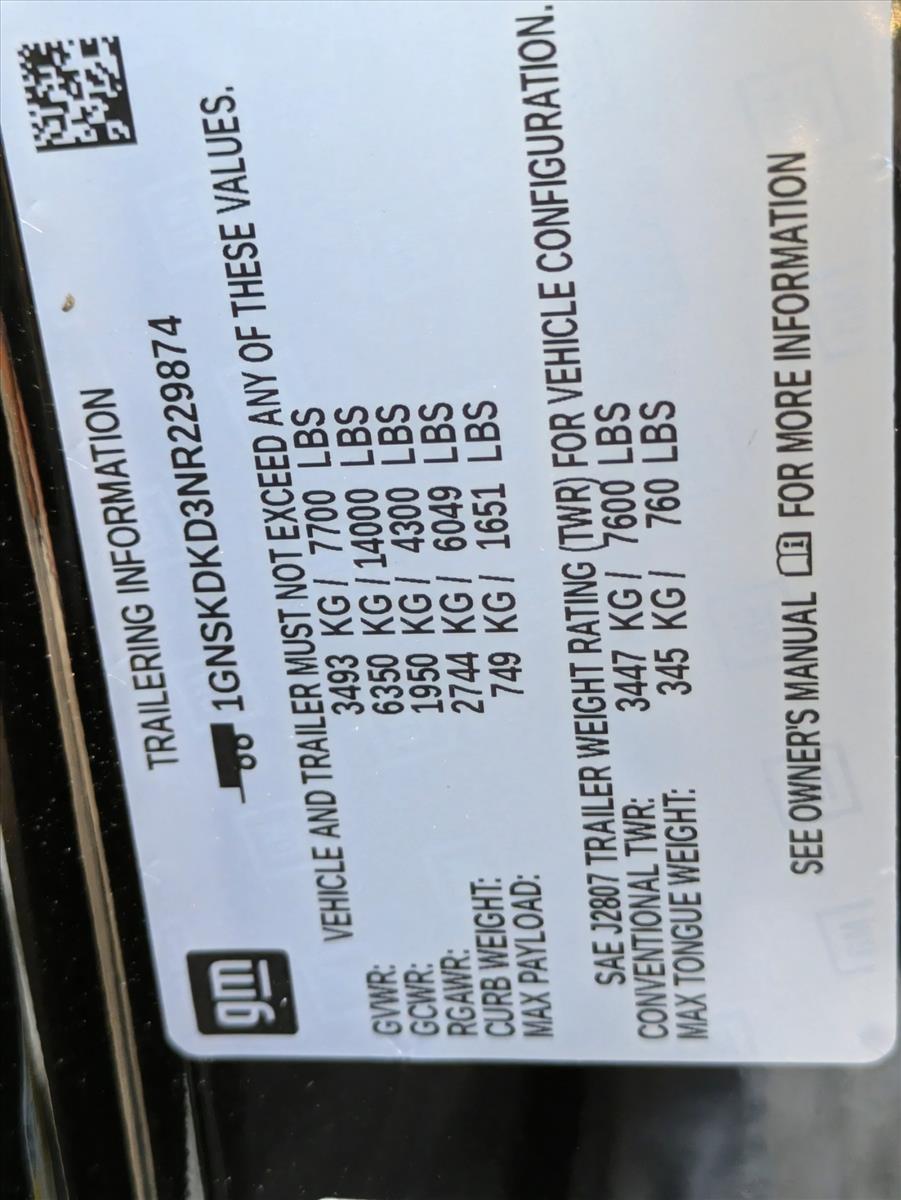 TRAILERING INFORMATION
1GNSKDKD3NR229874
gm
VEHICLE AND TRAILER MUST NOT EXCEED ANY OF THESE VALUES.
GVWR: 3493 KG / 7700 LBS
GCWR: 6350 KG / 14000 LBS
RGAWR: 1950 KG / 4300 LBS
CURB WEIGHT: 2744 KG / 6049 LBS
MAX PAYLOAD: 749 KG / 1651 LBS
SAE J2807 TRAILER WEIGHT RATING (TWR) FOR VEHICLE CONFIGURATION.
CONVENTIONAL TWR: 3447 KG / 7600 LBS
MAX TONGUE WEIGHT: 345 KG / 760 LBS
SEE OWNER'S MANUAL FOR MORE INFORMATION